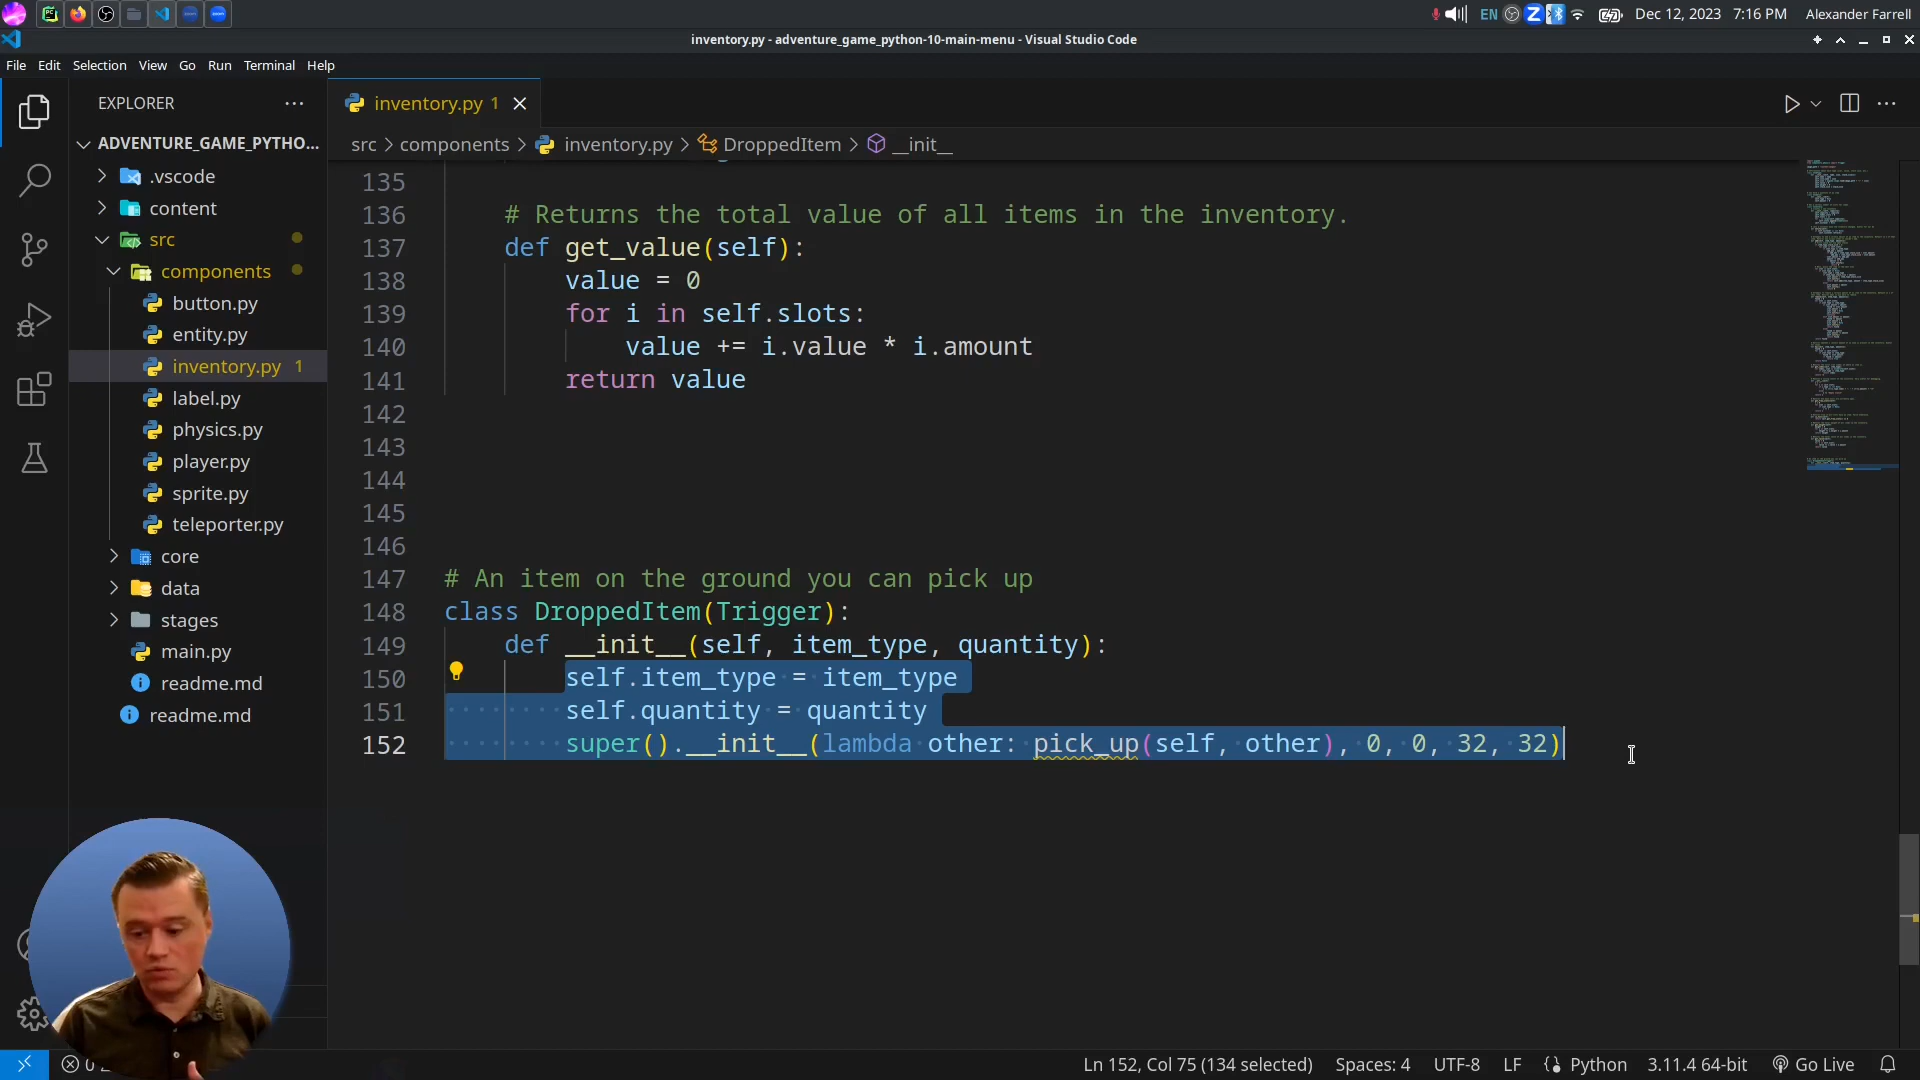 EN
Dec 12, 2023
7:16 PM
Alexander Farrell
inventory.py - adventure_game_python-10-main-menu - Visual Studio Code
File Edit Selection View Go Run Terminal Help
EXPLORER
inventory.py 1
ADVENTURE_GAME_PYTHO...
src > components > inventory.py > DroppedItem > __init__
.vscode
content
src
components
button.py
entity.py
inventory.py 1
label.py
physics.py
player.py
sprite.py
teleporter.py
core
data
stages
main.py
readme.md
readme.md
135
136 # Returns the total value of all items in the inventory.
137 def get_value(self):
138 value = 0
139 for i in self.slots:
140 value += i.value * i.amount
141 return value
142
143
144
145
146
147 # An item on the ground you can pick up
148 class DroppedItem(Trigger):
149 def __init__(self, item_type, quantity):
150 self.item_type = item_type
151 self.quantity = quantity
152 super().__init__(lambda other: pick_up(self, other), 0, 0, 32, 32)
0
Ln 152, Col 75 (134 selected)
Spaces: 4
UTF-8
LF
Python
3.11.4 64-bit
Go Live